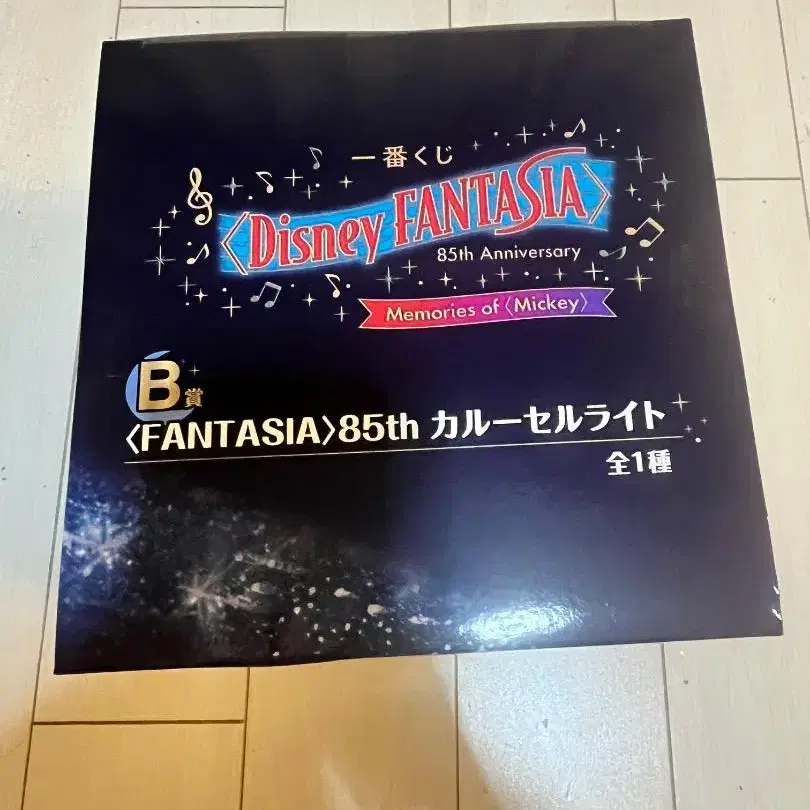 一番くじ
〈Disney FANTASIA〉
85th Anniversary
Memories of〈Mickey〉
B賞
〈FANTASIA〉85th カルーセルライト
全1種